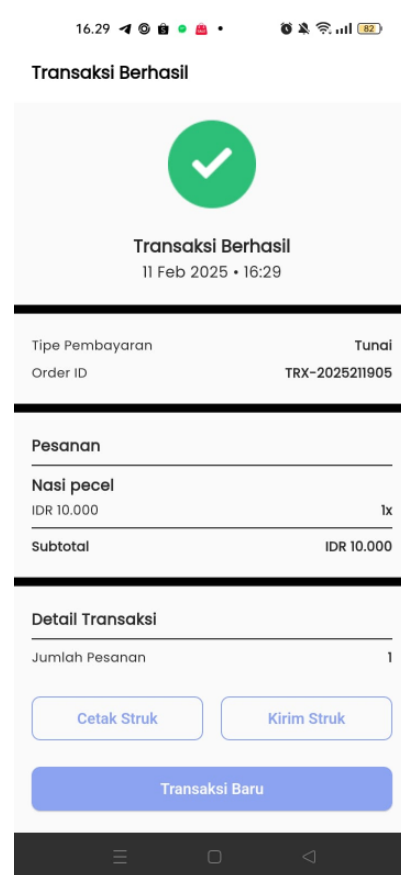 16.29 82
Transaksi Berhasil
Transaksi Berhasil
11 Feb 2025 • 16:29
Tipe Pembayaran Tunai
Order ID TRX-2025211905
Pesanan
Nasi pecel
IDR 10.000 1x
Subtotal IDR 10.000
Detail Transaksi
Jumlah Pesanan 1
Cetak Struk Kirim Struk
Transaksi Baru